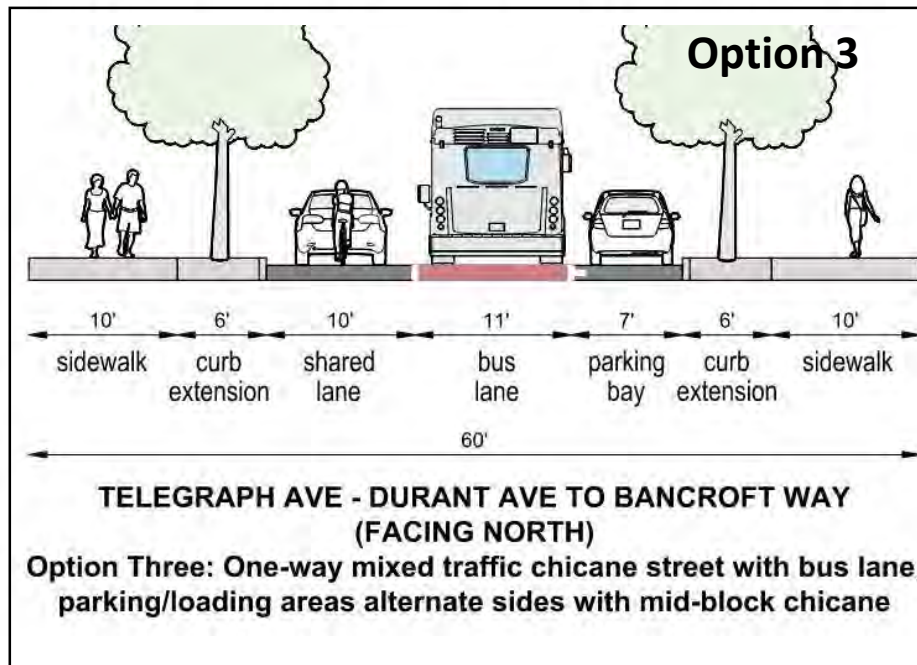 Option 3
10' 6' 10' 11' 7' 6' 10'
sidewalk curb extension shared lane bus lane parking bay curb extension sidewalk
60'
TELEGRAPH AVE - DURANT AVE TO BANCROFT WAY
(FACING NORTH)
Option Three: One-way mixed traffic chicane street with bus lane
parking/loading areas alternate sides with mid-block chicane